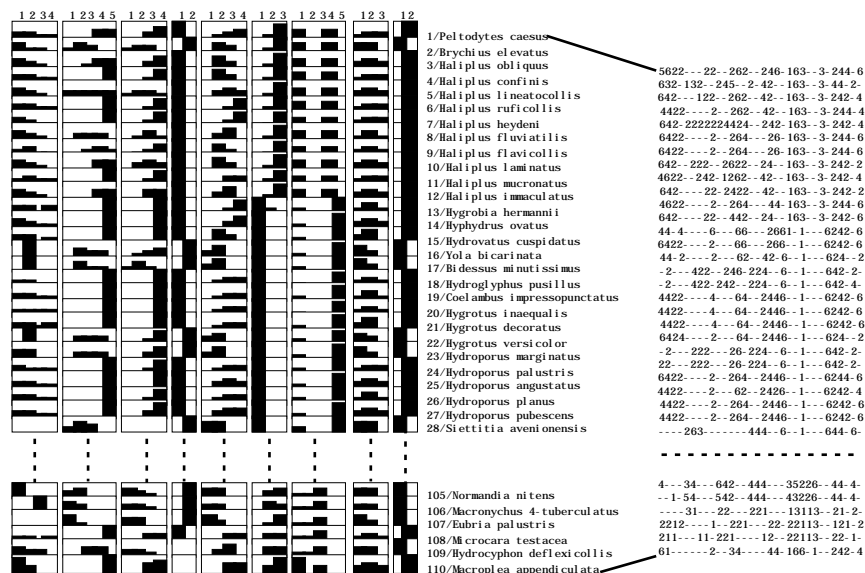 1 2 3 4 1 2 3 4 5 1 2 3 4 1 2 1 2 3 4 1 2 3 1 2 3 4 5 1 2 3 1 2
1/Peltodytes caesus
2/Brychius elevatus
3/Haliplus obliquus
4/Haliplus confinis
5/Haliplus lineatocollis
6/Haliplus ruficollis
7/Haliplus heydeni
8/Haliplus fluviatilis
9/Haliplus flavicollis
10/Haliplus laminatus
11/Haliplus mucronatus
12/Haliplus immaculatus
13/Hygrobia hermannii
14/Hyphydrus ovatus
15/Hydrovatus cuspidatus
16/Yola bicarinata
17/Bidessus minutissimus
18/Hydroglyphus pusillus
19/Coelambus impressopunctatus
20/Hygrotus inaequalis
21/Hygrotus decoratus
22/Hygrotus versicolor
23/Hydroporus marginatus
24/Hydroporus palustris
25/Hydroporus angustatus
26/Hydroporus planus
27/Hydroporus pubescens
28/Siettitia avenionensis
105/Normandia nitens
106/Macronychus 4-tuberculatus
107/Eubria palustris
108/Microcara testacea
109/Hydrocyphon deflexicollis
110/Macroplea appendiculata
5622---22--262--246-163--3-244-6
632-132--245--2-42--163--3-44-2-
642---122--262--42--163--3-242-4
4422----2--262--42--163--3-244-4
642-2222224424--242-163--3-242-4
6422----2--264---26-163--3-244-6
6422----2--264---26-163--3-244-6
642--222---2622--24--163--3-242-2
4622--242-1262--42--163--3-242-4
642----22-2422--42--163--3-242-2
4622----2--264---44-163--3-244-6
642----22--442--24--163--3-242-6
44-4----6---66---2661-1---6242-6
6422----2---66---266-1---6242-6
44-2----2---62--42-6--1---624--2
-2---422--246-224--6--1---642-2-
-2---422-242--224--6--1---642-4-
4422----4---64--2446--1---6242-6
4422----4---64--2446--1---6242-6
4422----4---64--2446--1---6242-6
6424----2---64--2446--1---624--2
-2---222---26-224--6--1---642-2-
22---222---26-224--6--1---642-2-
6422----2--264--2446--1---6244-6
4422----2---62--2426--1---6242-4
4422----2--264--2446--1---6242-6
6422----2--264--2446--1---6242-6
----263-------444--6--1---644-6-
4---34---642--444---35226--44-4-
--1-54---542--444---43226--44-4-
----31---22---221---13113--21-2-
2212----1--221---22-22113--121-2
211---11-221----12--22113--22-1-
61------2--34----44-166-1--242-4